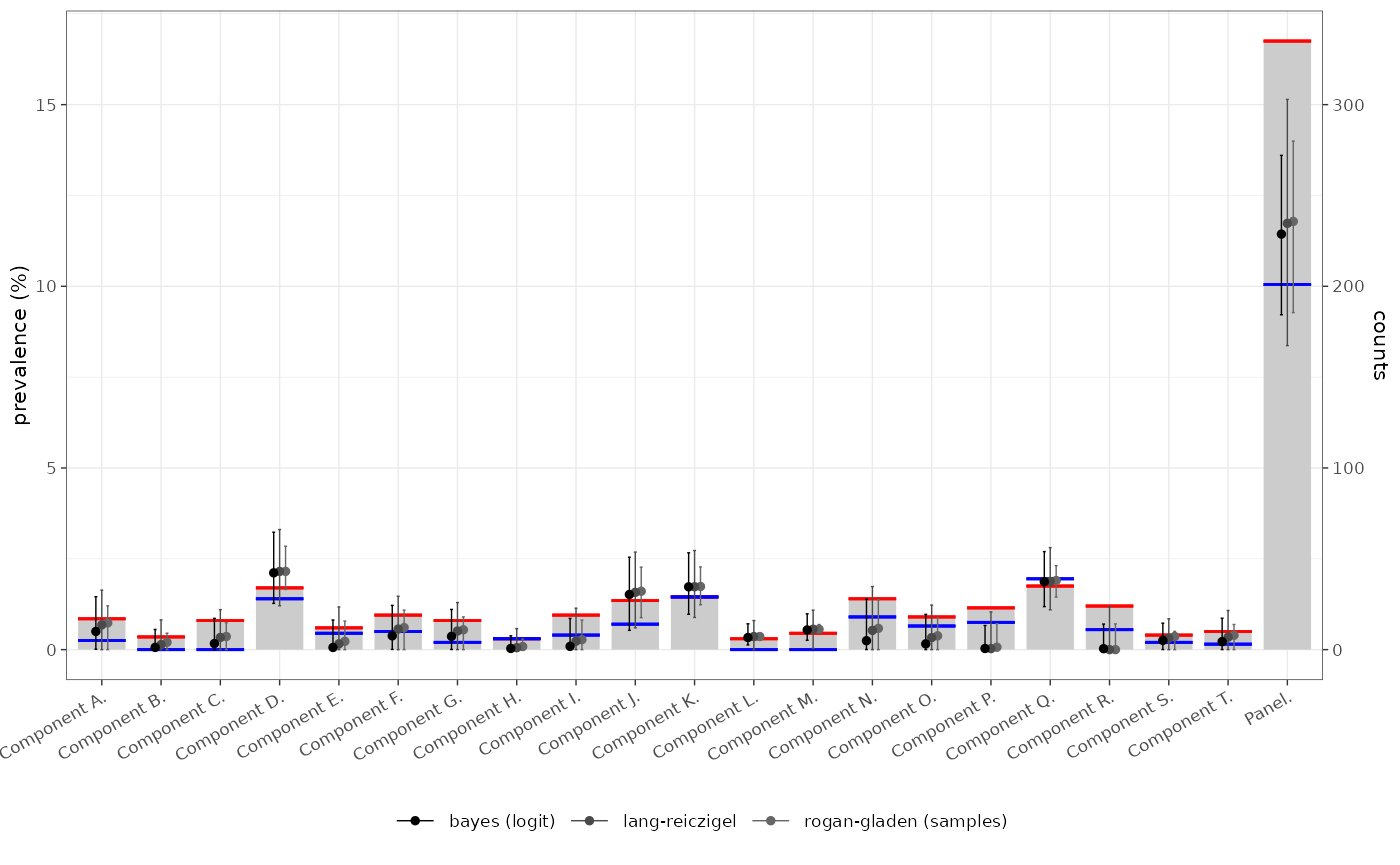 prevalence (%)
15
10
5
0
300
200
100
0
counts
Component A.
Component B.
Component C.
Component D.
Component E.
Component F.
Component G.
Component H.
Component I.
Component J.
Component K.
Component L.
Component M.
Component N.
Component O.
Component P.
Component Q.
Component R.
Component S.
Component T.
Panel.
bayes (logit) lang-reiczigel rogan-gladen (samples)